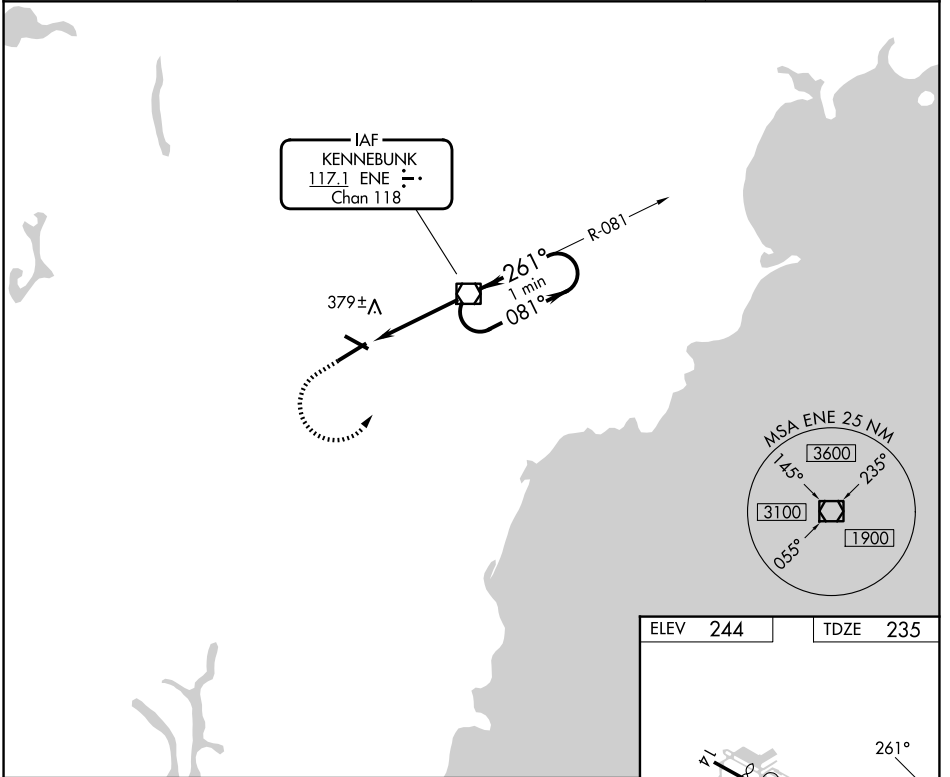 IAF
KENNEBUNK
117.1 ENE
Chan 118
R-081
261°
1 min
081°
379±
MSA ENE 25 NM
3600
145°
235°
3100
1900
055°
ELEV 244
TDZE 235
261°
14